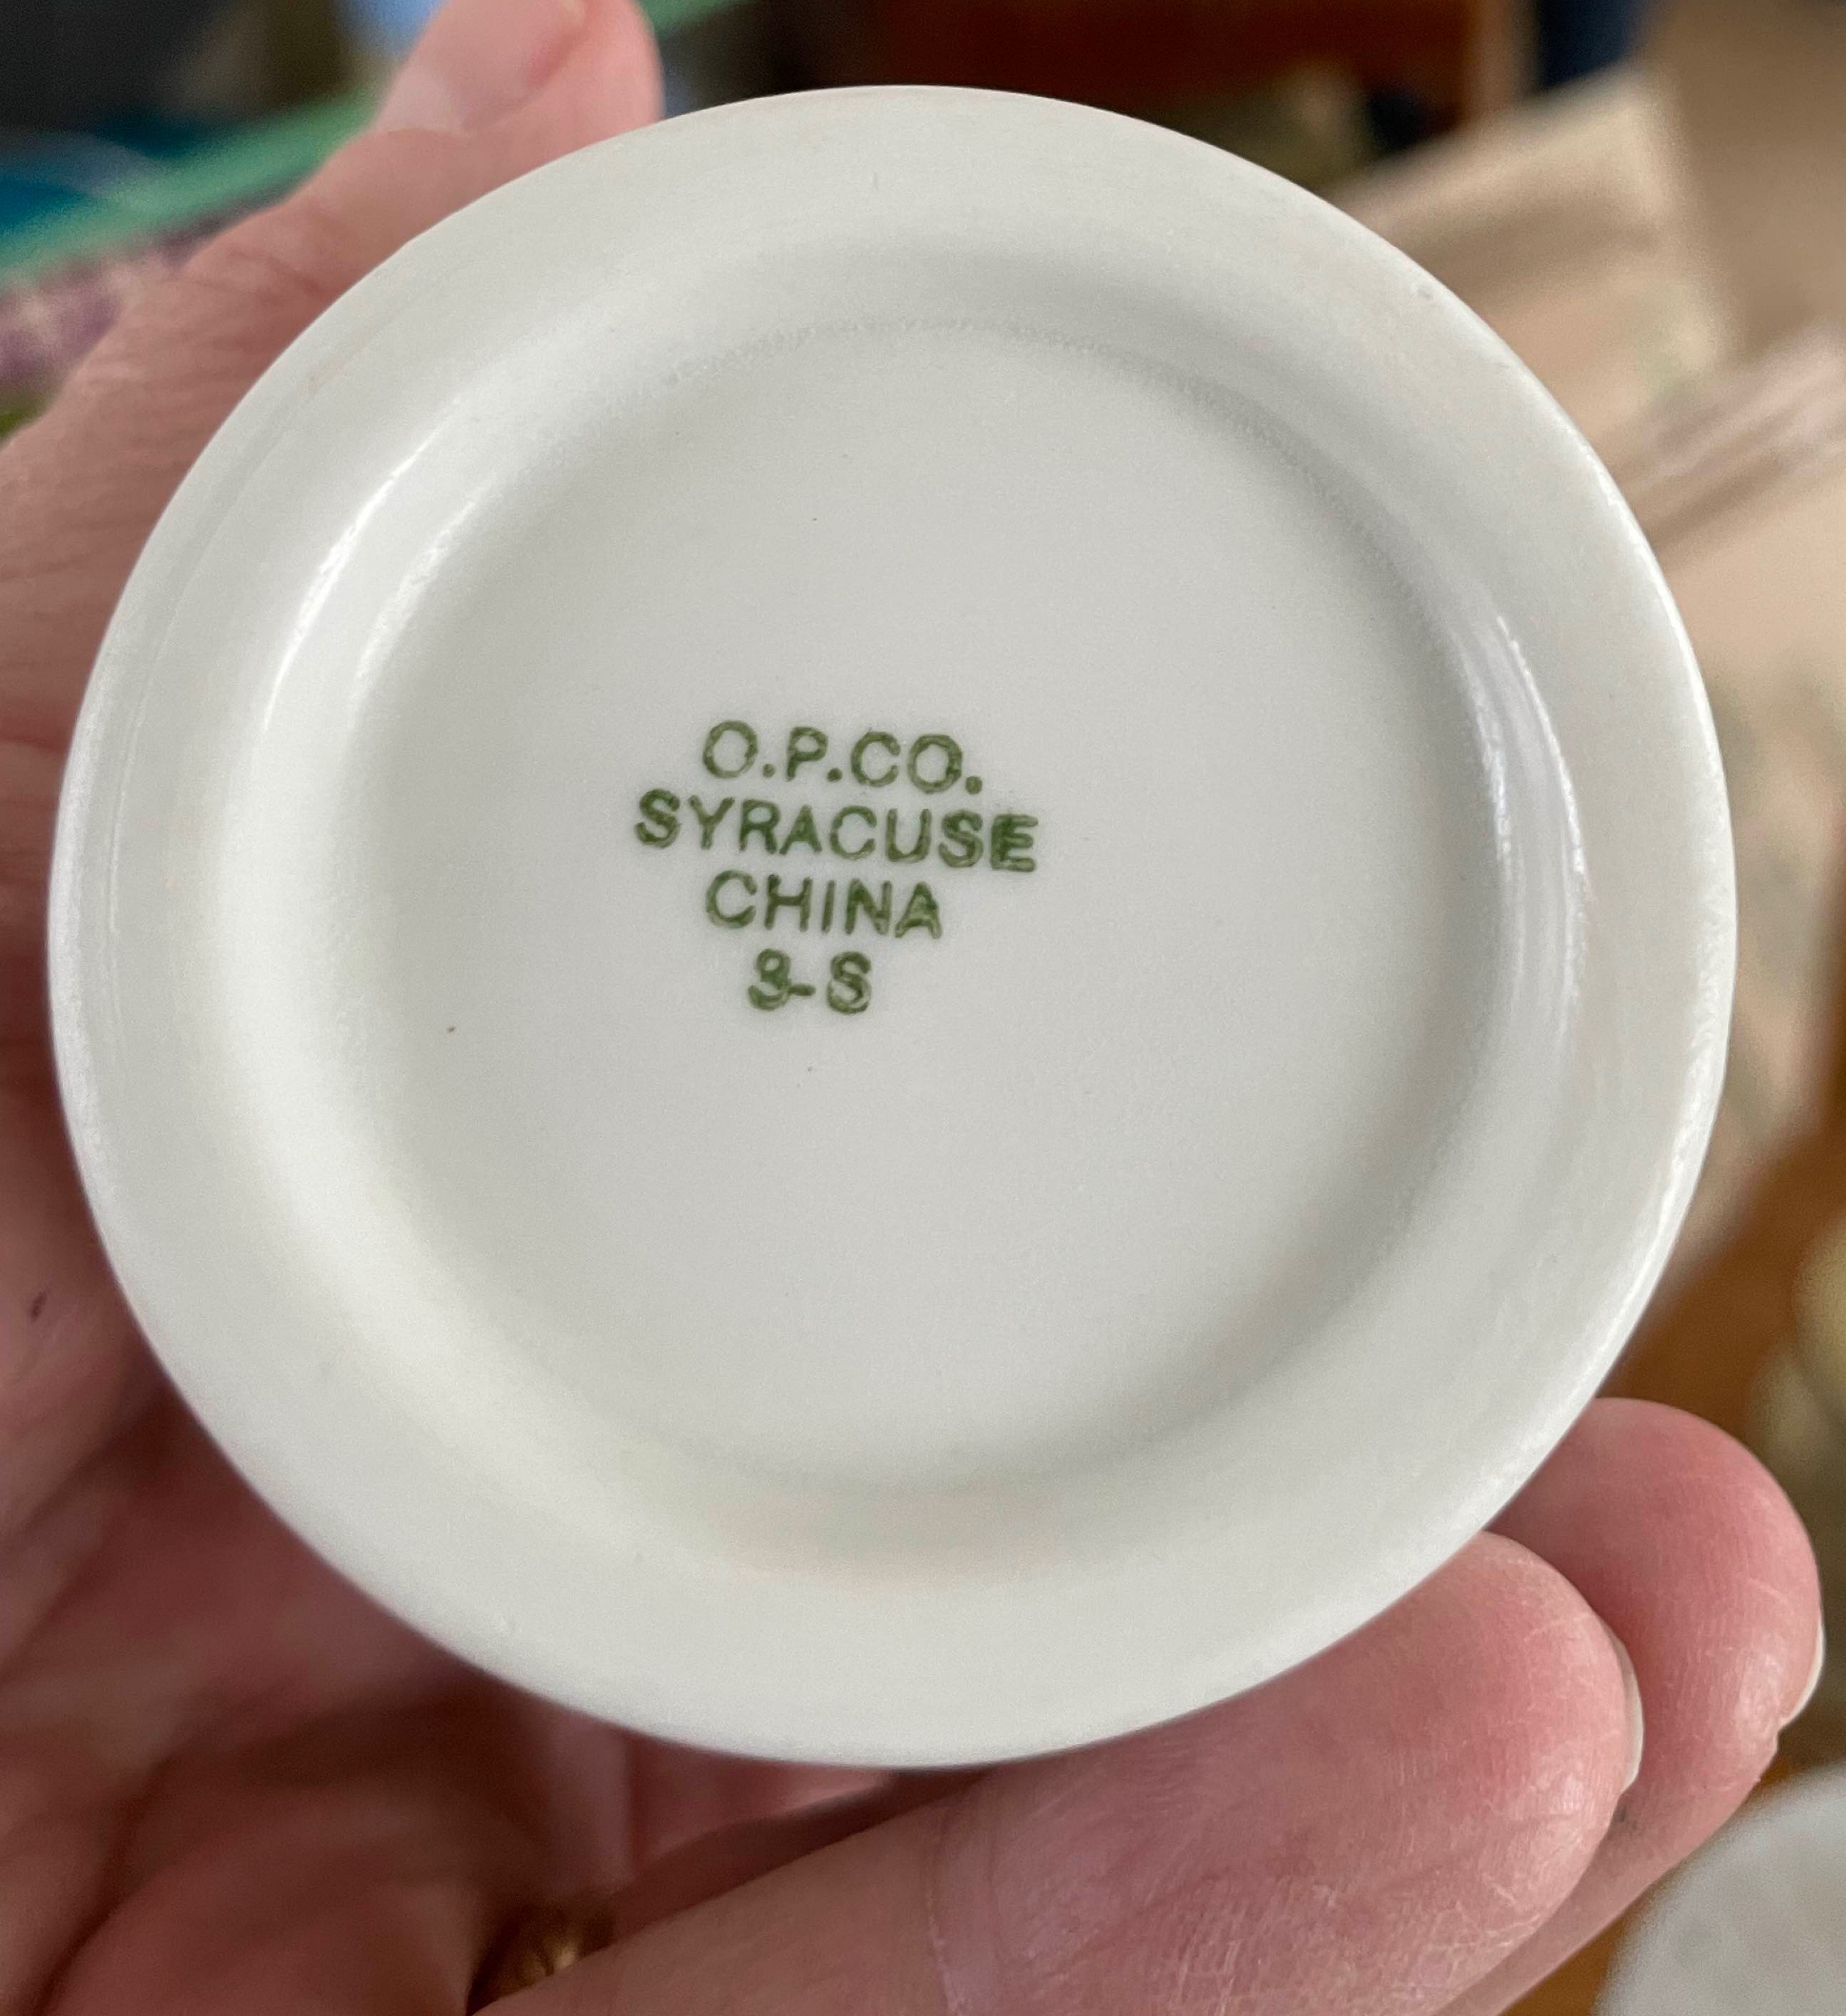 O.P.CO.
SYRACUSE
CHINA
3-S